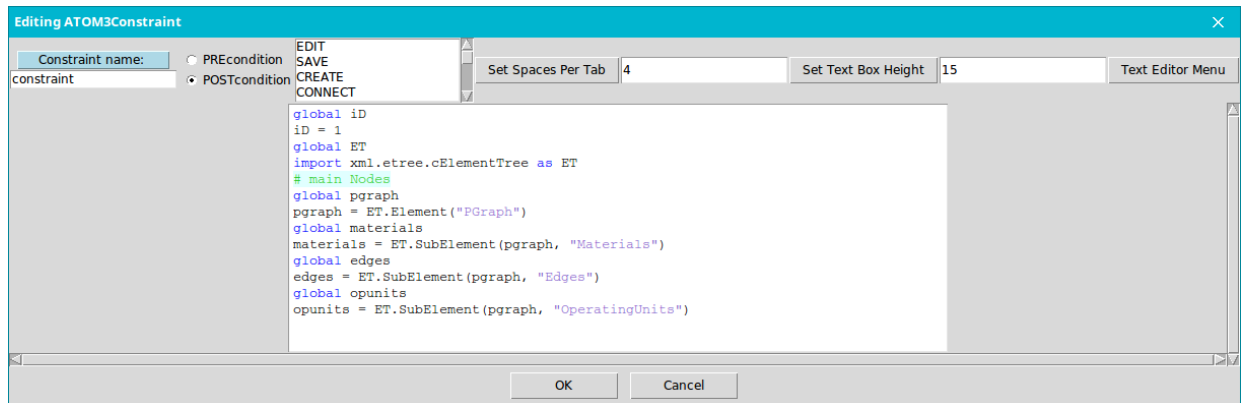 Editing ATOM3Constraint
Constraint name:
constraint
PREcondition
POSTcondition
EDIT
SAVE
CREATE
CONNECT
Set Spaces Per Tab
4
Set Text Box Height
15
Text Editor Menu
global iD
iD = 1
global ET
import xml.etree.cElementTree as ET
# main Nodes
global pgraph
pgraph = ET.Element("PGraph")
global materials
materials = ET.SubElement(pgraph, "Materials")
global edges
edges = ET.SubElement(pgraph, "Edges")
global opunits
opunits = ET.SubElement(pgraph, "OperatingUnits")
OK
Cancel